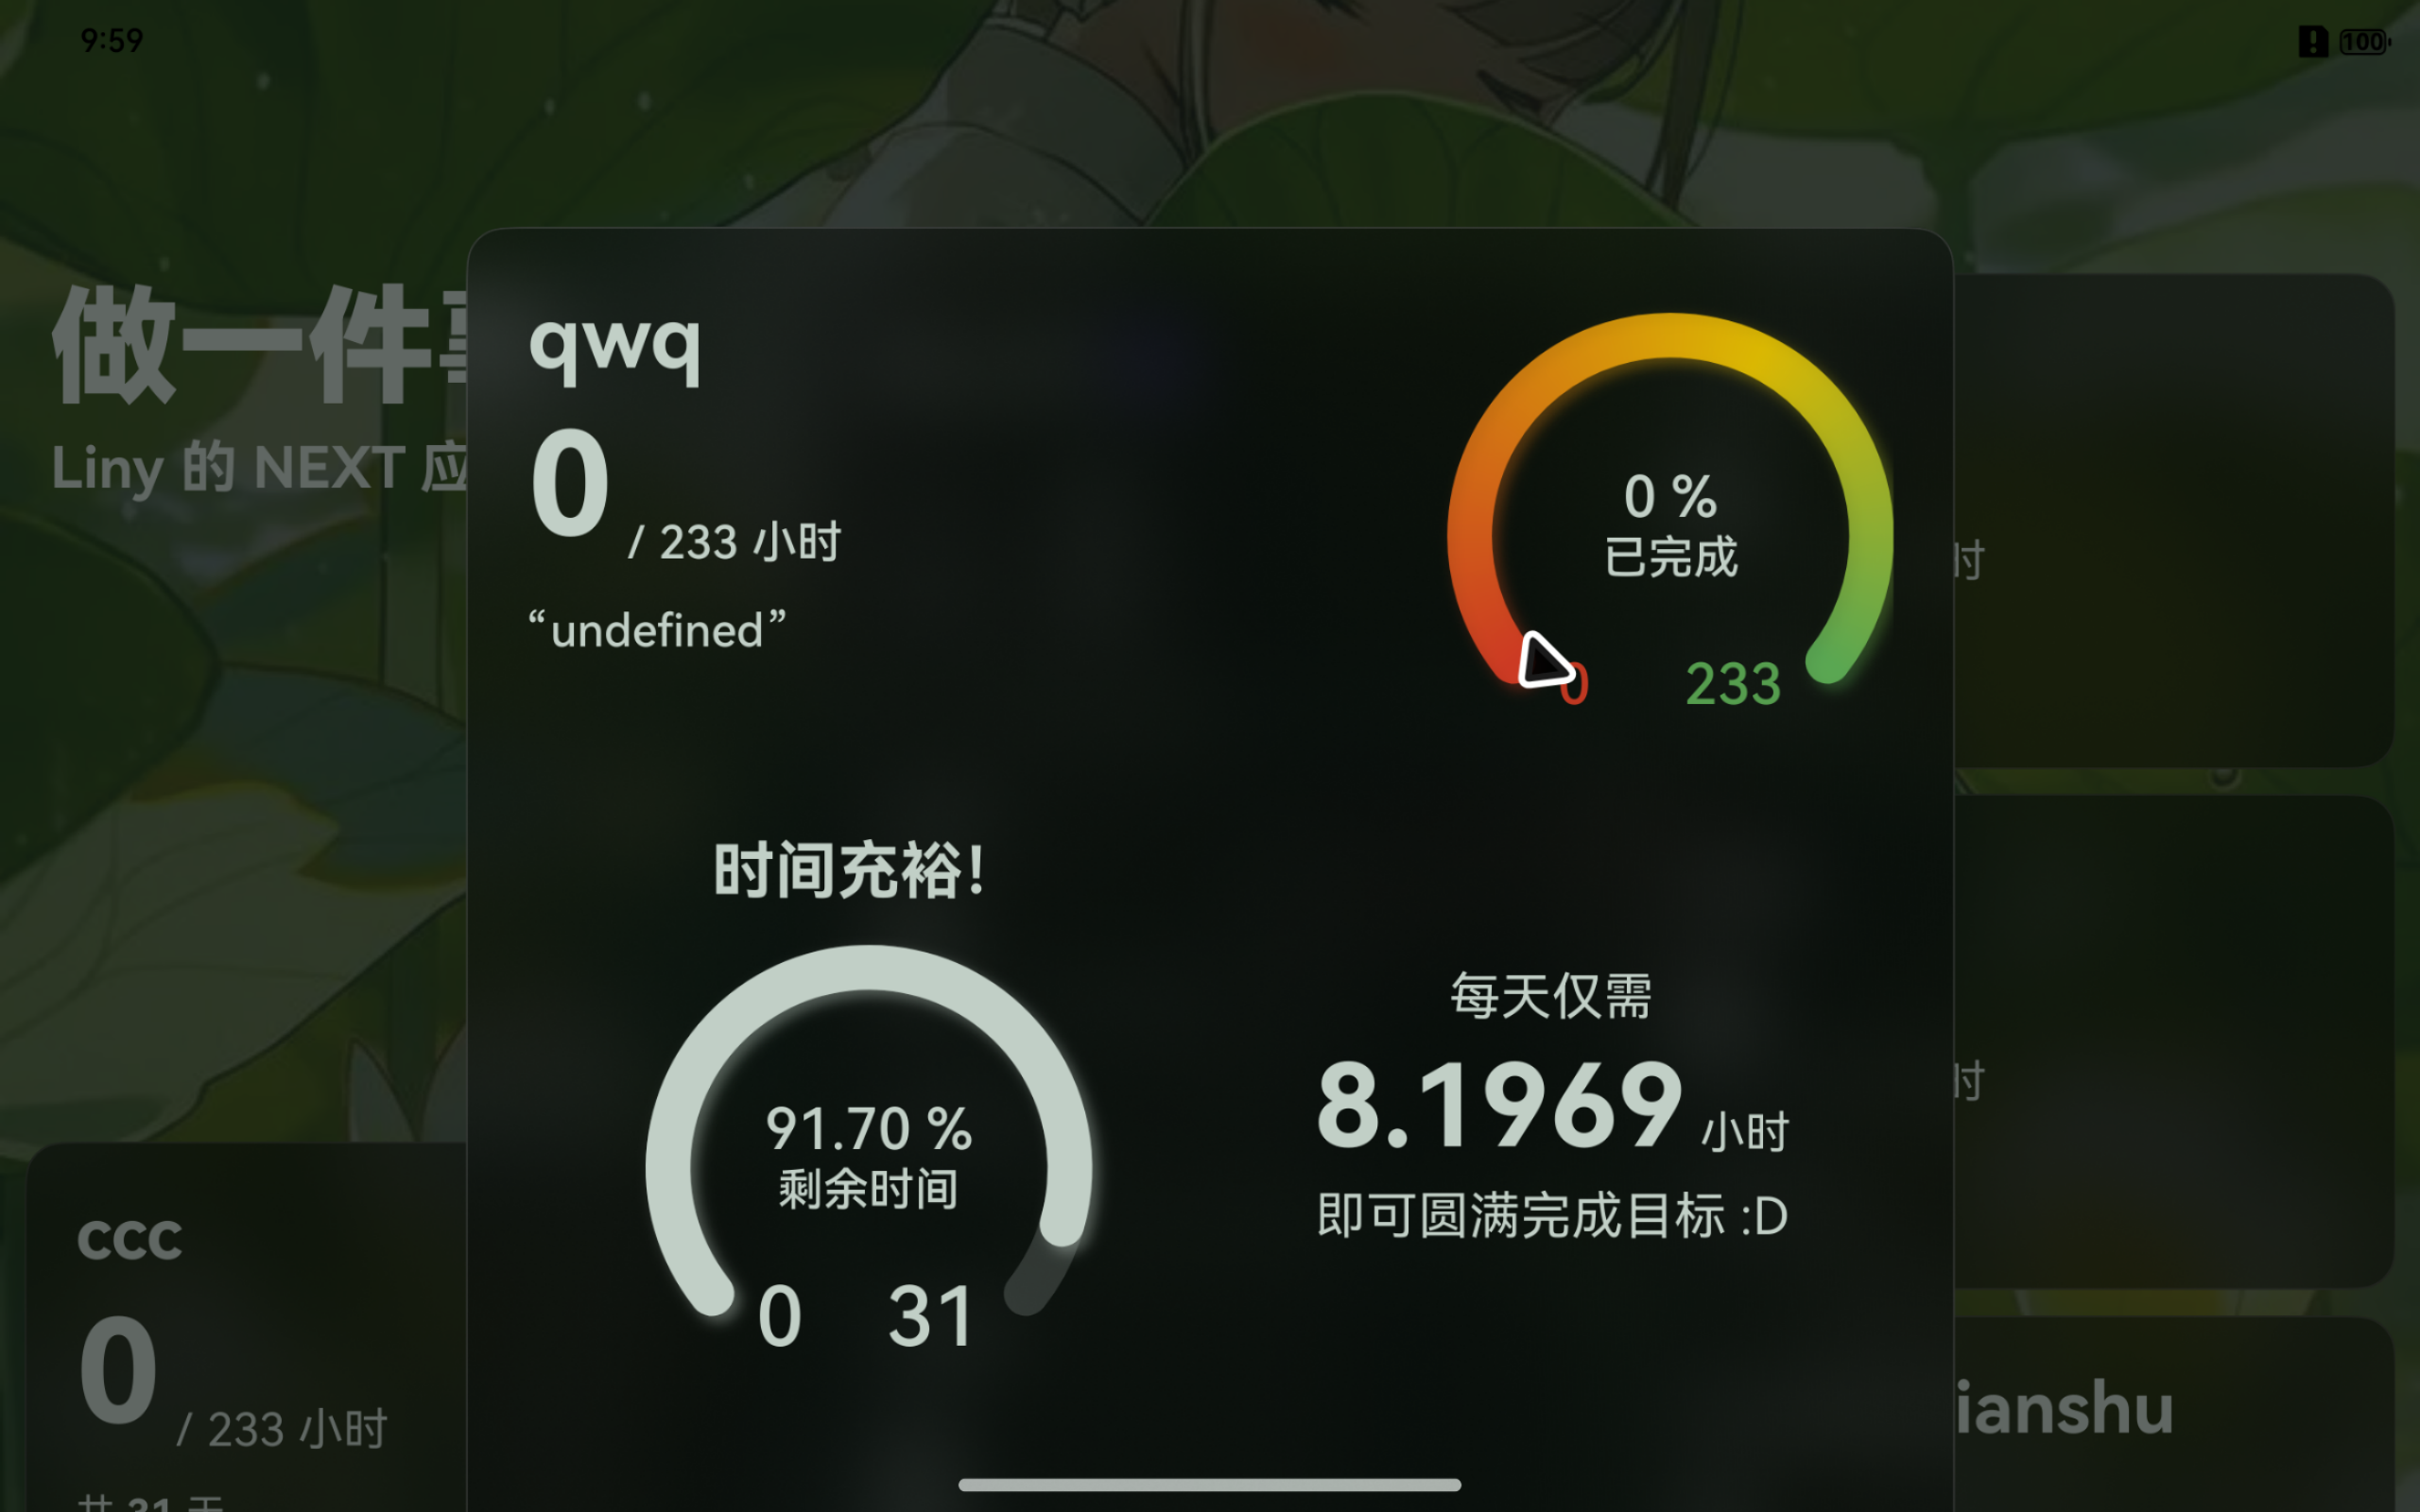 9:59
100
做一件
Liny 的 NEXT 应
qwq
0 / 233 小时
“undefined”
0 %
已完成
0 233
时
时间充裕！
91.70 %
剩余时间
0 31
每天仅需
8.1969 小时
即可圆满完成目标 :D
时
ccc
0 / 233 小时
共 31 天
ianshu